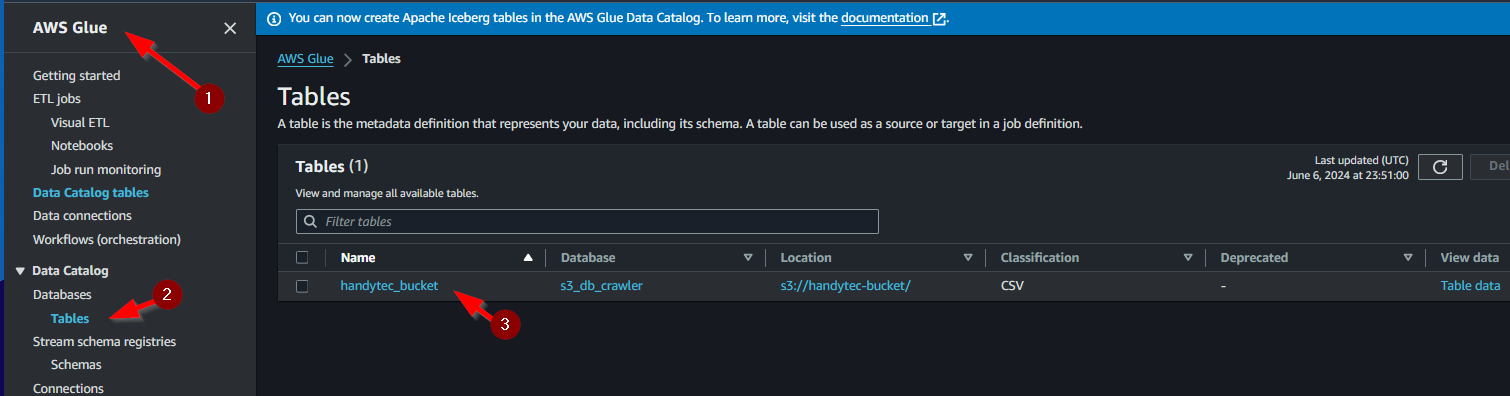 You can now create Apache Iceberg tables in the AWS Glue Data Catalog. To learn more, visit the documentation.
AWS Glue
Getting started
ETL jobs
Visual ETL
Notebooks
Job run monitoring
Data Catalog tables
Data connections
Workflows (orchestration)
Data Catalog
Databases
Tables
Stream schema registries
Schemas
Connections
1
2
AWS Glue > Tables
Tables
A table is the metadata definition that represents your data, including its schema. A table can be used as a source or target in a job definition.
Tables (1)
Last updated (UTC)
June 6, 2024 at 23:51:00
Del
View and manage all available tables.
Filter tables
Name Database Location Classification Deprecated View data
handytec_bucket s3_db_crawler s3://handytec-bucket/ CSV - Table data
3